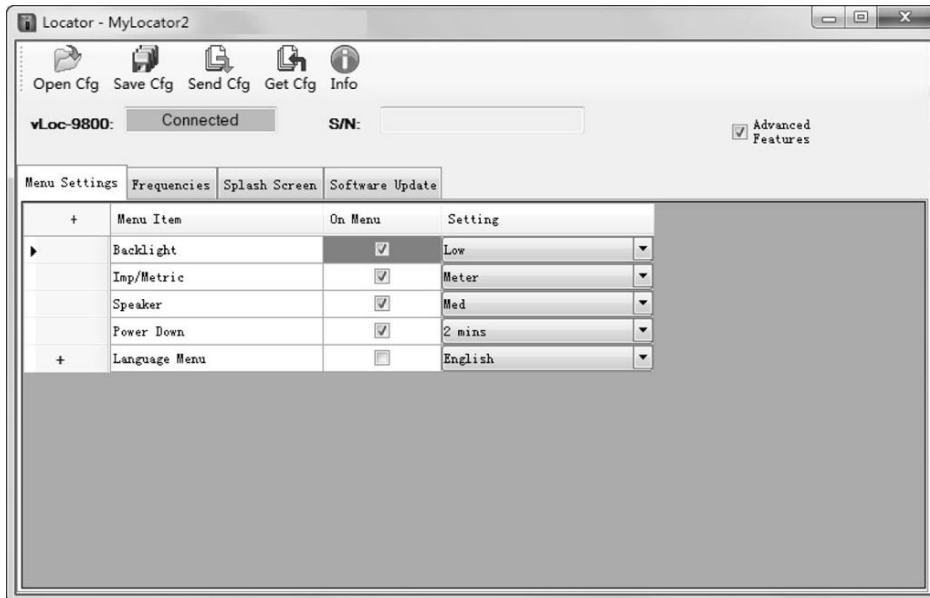 Locator - MyLocator2
Open Cfg Save Cfg Send Cfg Get Cfg Info
vLoc-9800: Connected S/N: Advanced
Features
Menu Settings Frequencies Splash Screen Software Update
+ Menu Item On Menu Setting
Backlight Low
Imp/Metric Meter
Speaker Med
Power Down 2 mins
+ Language Menu English